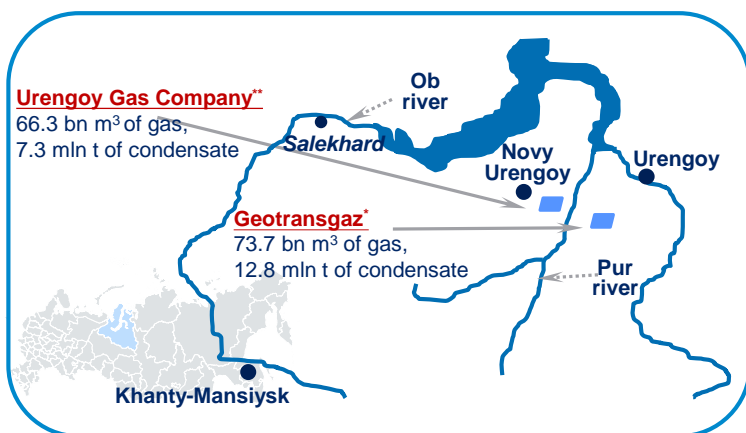 Ob
river
Urengoy Gas Company**
66.3 bn m³ of gas,
7.3 mln t of condensate
Salekhard
Novy
Urengoy
Urengoy
Geotransgaz*
73.7 bn m³ of gas,
12.8 mln t of condensate
Pur
river
Khanty-Mansiysk